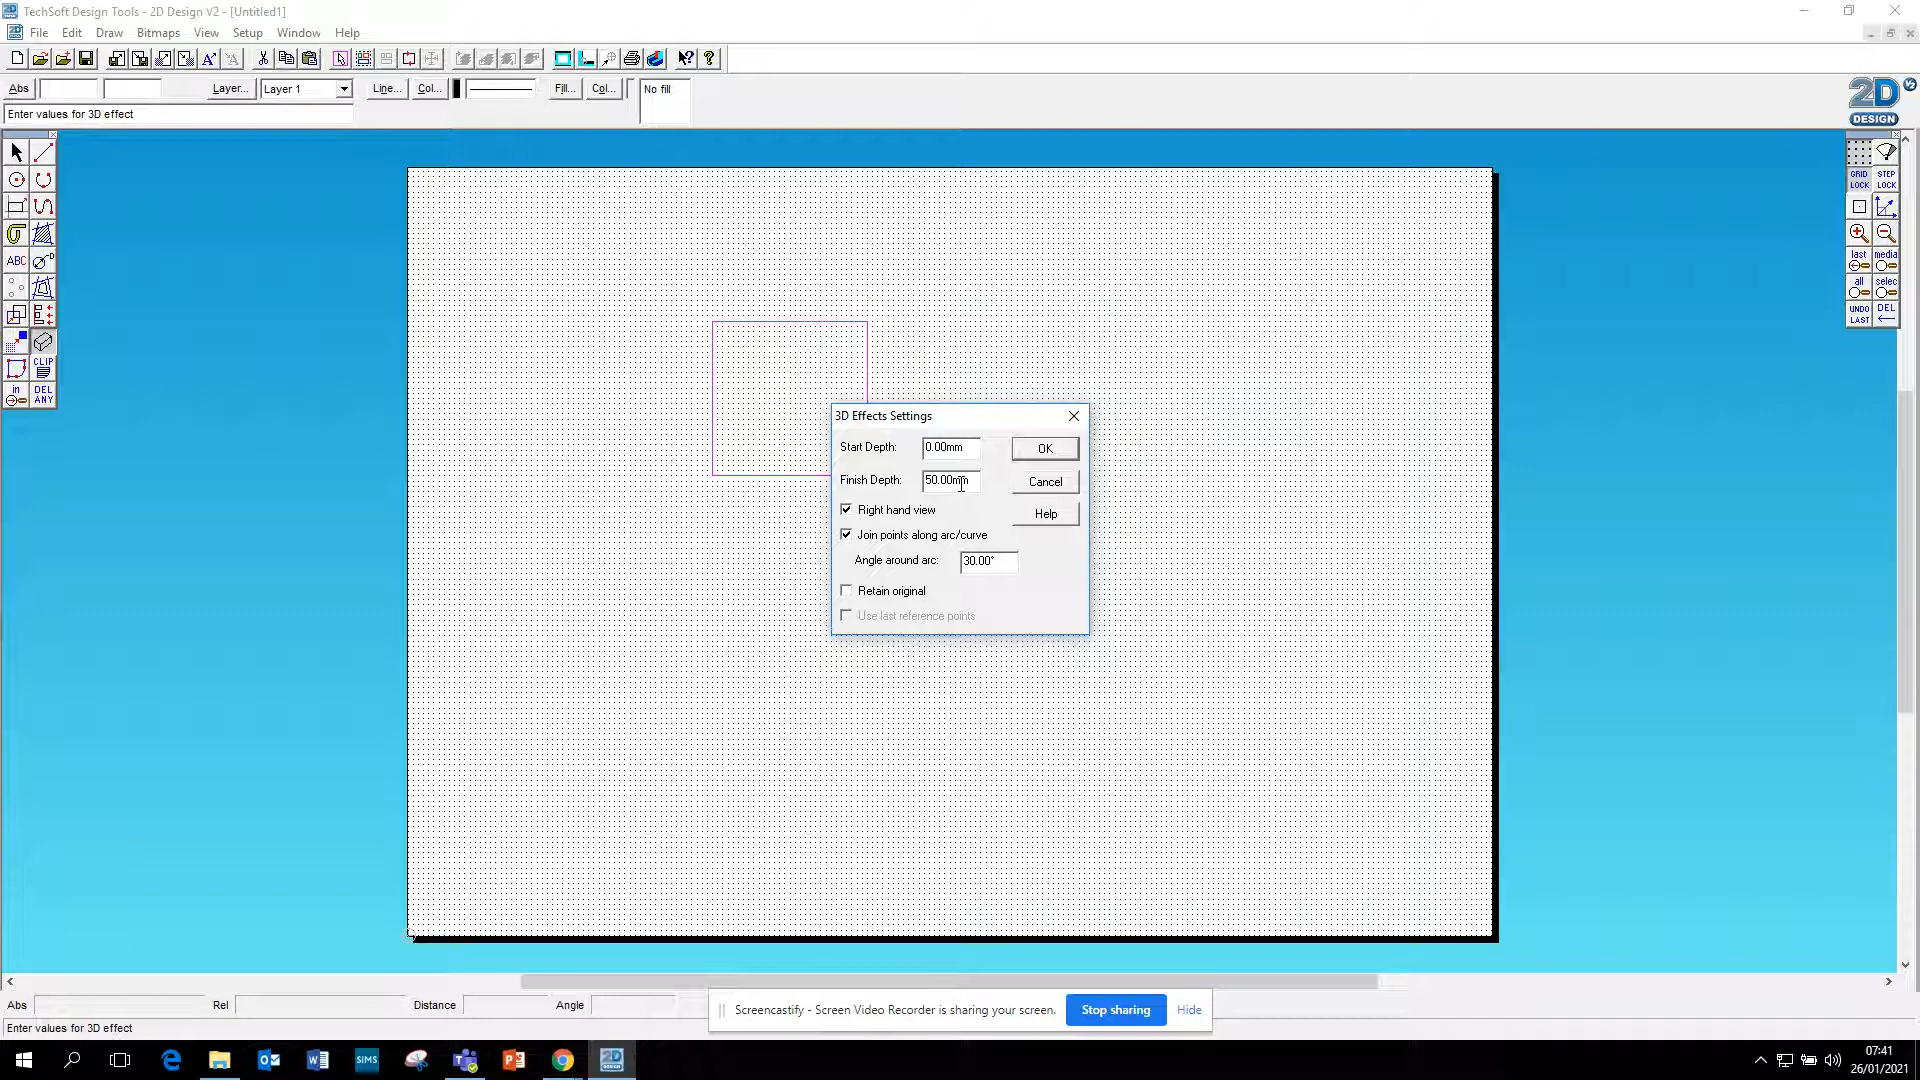 TechSoft Design Tools - 2D Design V2 - [Untitled1]
File Edit Draw Bitmaps View Setup Window Help
Abs Layer... Layer 1 Line... Col... Fill... Col... No fill
Enter values for 3D effect
2D V2
DESIGN
GRID LOCK
STEP LOCK
ABC
last
media
all
selec
UNDO LAST
DEL
CLIP
in
DEL ANY
3D Effects Settings
Start Depth: 0.00mm OK
Finish Depth: 50.00mm Cancel
Right hand view Help
Join points along arc/curve
Angle around arc: 30.00°
Retain original
Use last reference points
Abs Rel Distance Angle
Screencastify - Screen Video Recorder is sharing your screen. Stop sharing Hide
Enter values for 3D effect
SIMS
07:41
26/01/2021